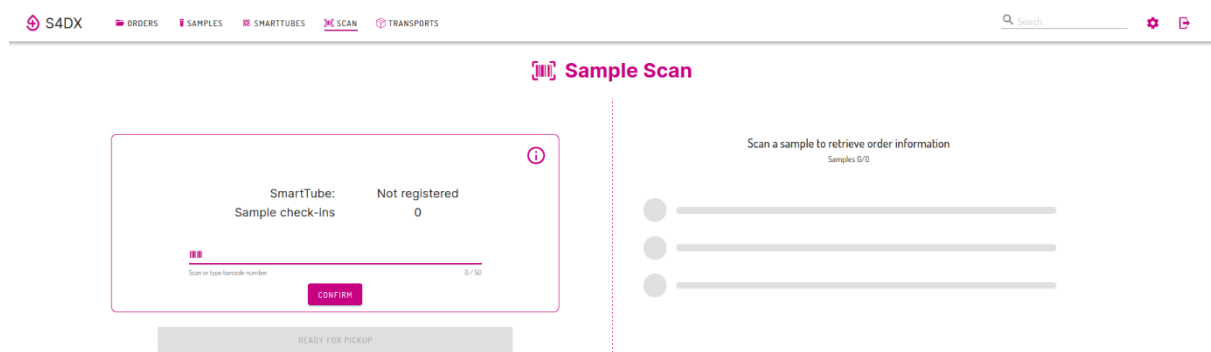 S4DX ORDERS SAMPLES SMARTTUBES SCAN TRANSPORTS Search
Sample Scan
SmartTube: Not registered
Sample check-ins 0
Scan or type barcode number 0 / 50
CONFIRM
READY FOR PICKUP
Scan a sample to retrieve order information
Samples 0/0